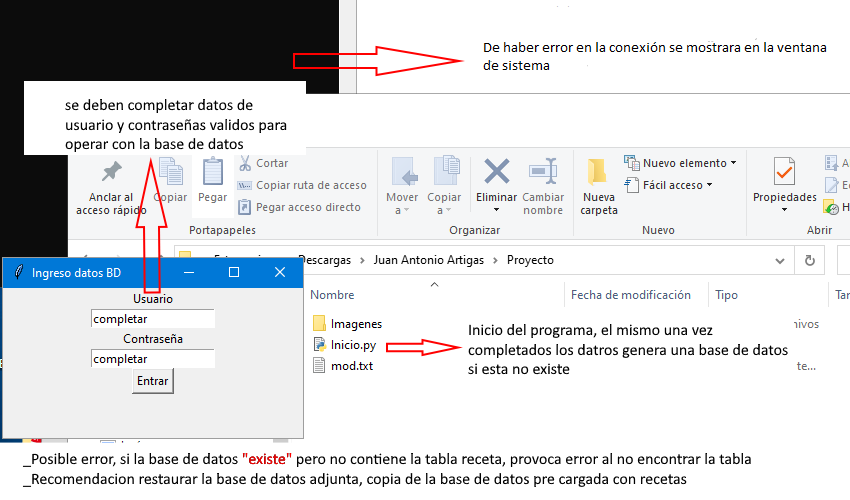 De haber error en la conexión se mostrara en la ventana
de sistema
se deben completar datos de
usuario y contraseñas validos para
operar con la base de datos
Anclar al
acceso rápido
Copiar
Pegar
Cortar
Copiar ruta de acceso
Pegar acceso directo
Portapapeles
Mover
a
Copiar
a
Eliminar
Cambiar
nombre
Organizar
Nueva
carpeta
Nuevo elemento
Fácil acceso
Nuevo
Propiedades
Abrir
Descargas > Juan Antonio Artigas > Proyecto
Nombre
Fecha de modificación
Tipo
Imagenes
Inicio.py
mod.txt
Ingreso datos BD
Usuario
completar
Contraseña
completar
Entrar
Inicio del programa, el mismo una vez
completados los datros genera una base de datos
si esta no existe
_Posible error, si la base de datos "existe" pero no contiene la tabla receta, provoca error al no encontrar la tabla
_Recomendacion restaurar la base de datos adjunta, copia de la base de datos pre cargada con recetas